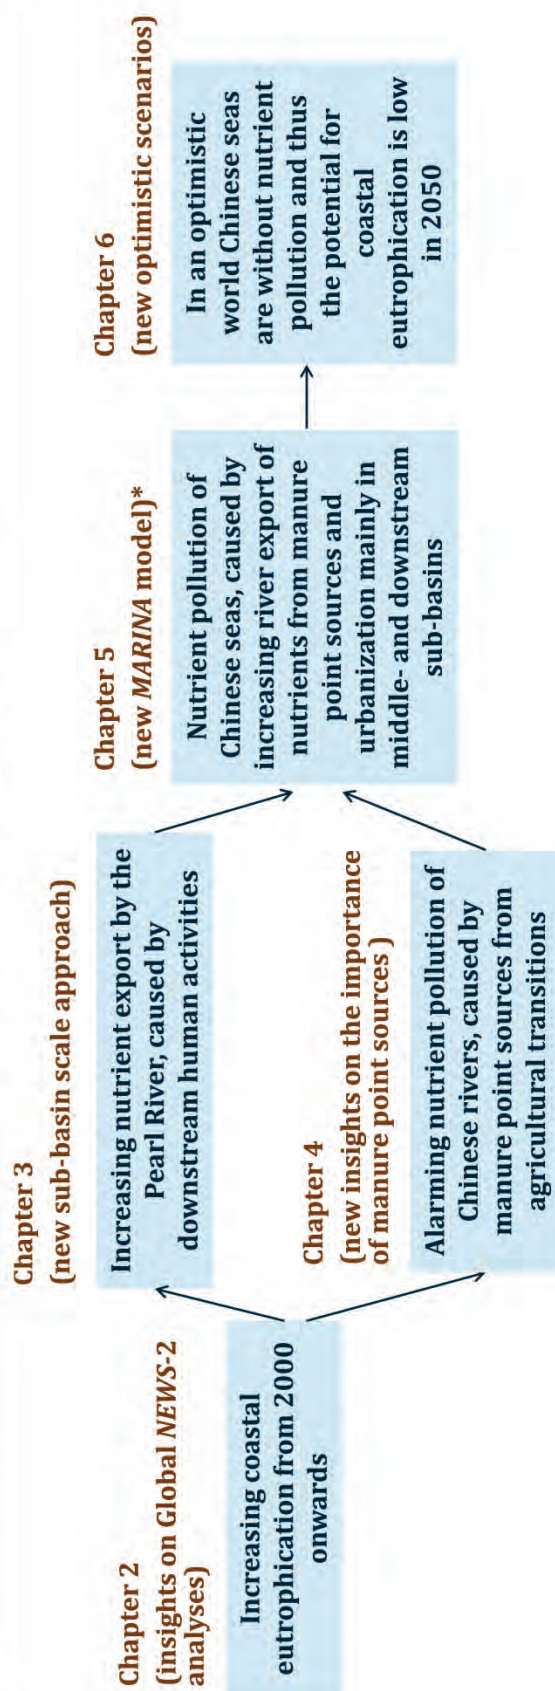 Chapter 2
(insights on Global NEWS-2
analyses)
Increasing coastal
eutrophication from 2000
onwards
Chapter 3
(new sub-basin scale approach)
Increasing nutrient export by the
Pearl River, caused by
downstream human activities
Chapter 4
(new insights on the importance
of manure point sources )
Alarming nutrient pollution of
Chinese rivers, caused by
manure point sources from
agricultural transitions
Chapter 5
(new MARINA model)*
Nutrient pollution of
Chinese seas, caused by
increasing river export of
nutrients from manure
point sources and
urbanization mainly in
middle- and downstream
sub-basins
Chapter 6
(new optimistic scenarios)
In an optimistic
world Chinese seas
are without nutrient
pollution and thus
the potential for
coastal
eutrophication is low
in 2050